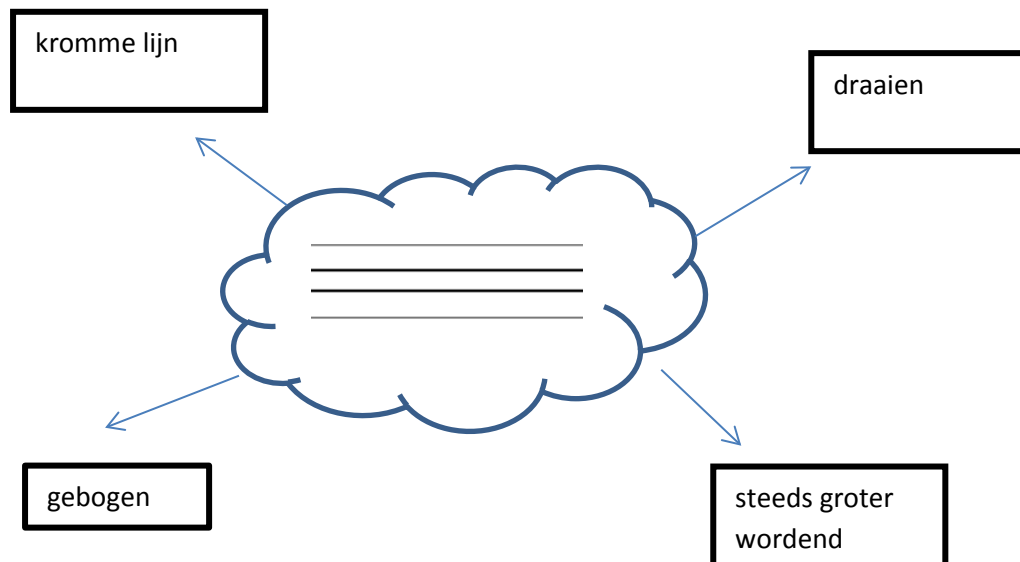 kromme lijn
draaien
gebogen
steeds groter
wordend